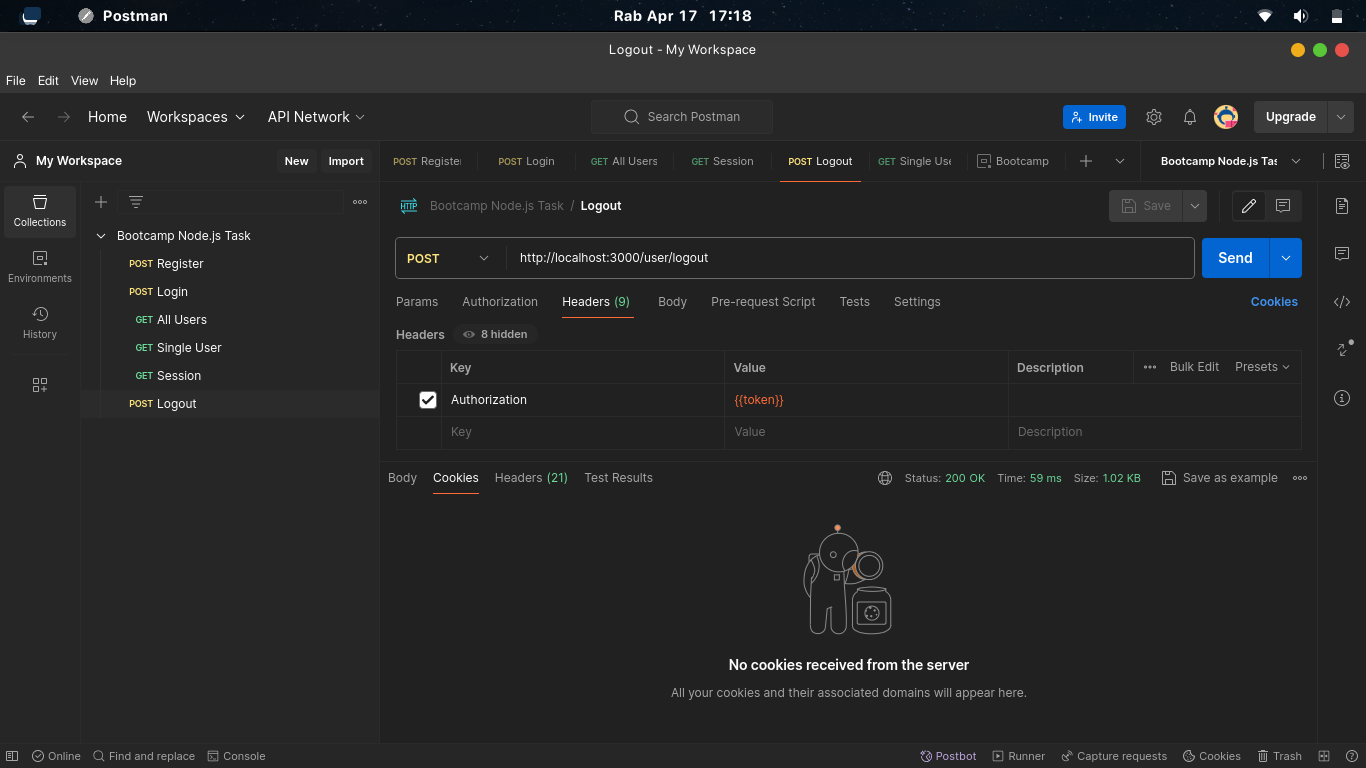 Postman
Rab Apr 17 17:18
Logout - My Workspace
File Edit View Help
Home Workspaces API Network
Search Postman
Invite
Upgrade
My Workspace
New Import
POST Register
POST Login
GET All Users
GET Session
POST Logout
GET Single Use
Bootcamp
Bootcamp Node.js Tas
Collections
Environments
History
Bootcamp Node.js Task
POST Register
POST Login
GET All Users
GET Single User
GET Session
POST Logout
HTTP Bootcamp Node.js Task / Logout
Save
POST http://localhost:3000/user/logout
Send
Params Authorization Headers (9) Body Pre-request Script Tests Settings
Cookies
Headers 8 hidden
Key Value Description Bulk Edit Presets
Authorization {{token}}
Key Value Description
Body Cookies Headers (21) Test Results
Status: 200 OK Time: 59 ms Size: 1.02 KB Save as example
No cookies received from the server
All your cookies and their associated domains will appear here.
Online Find and replace Console
Postbot Runner Capture requests Cookies Trash